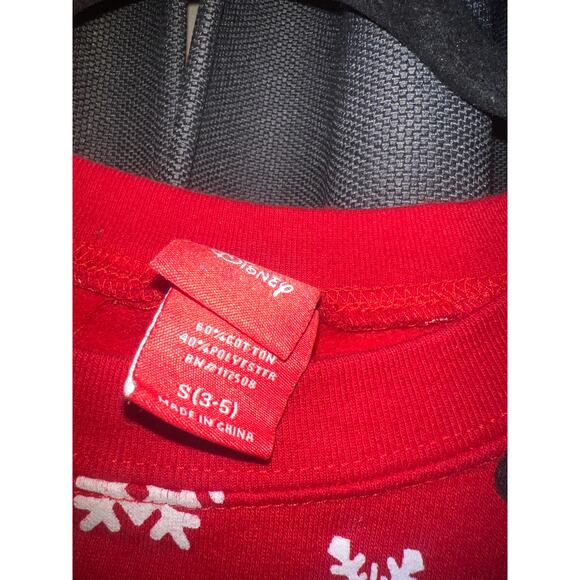 Disney
60%COTTON
40%POLYESTER
RN#112508
S(3-5)
MADE IN CHINA